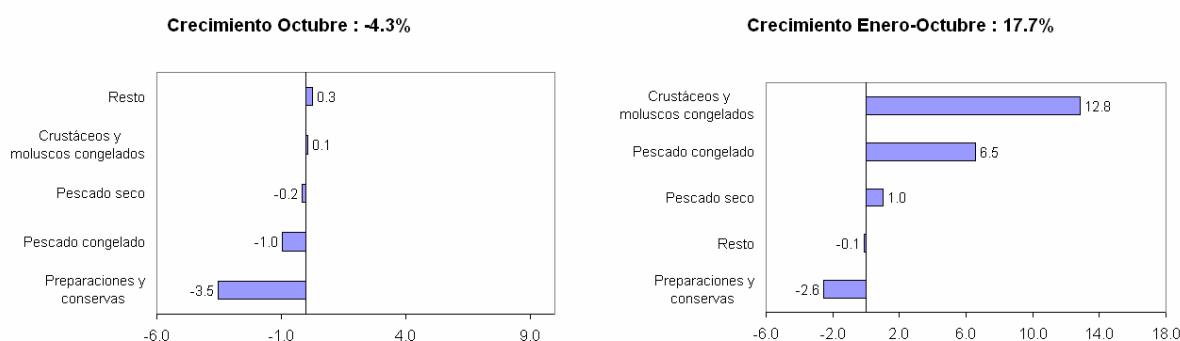 Crecimiento Octubre : -4.3%
Resto
0.3
Crustáceos y
moluscos congelados
0.1
Pescado seco
-0.2
Pescado congelado
-1.0
Preparaciones y
conservas
-3.5
-6.0 -1.0 4.0 9.0
Crecimiento Enero-Octubre : 17.7%
Crustáceos y
moluscos congelados
12.8
Pescado congelado
6.5
Pescado seco
1.0
Resto
-0.1
Preparaciones y
conservas
-2.6
-6.0 -2.0 2.0 6.0 10.0 14.0 18.0